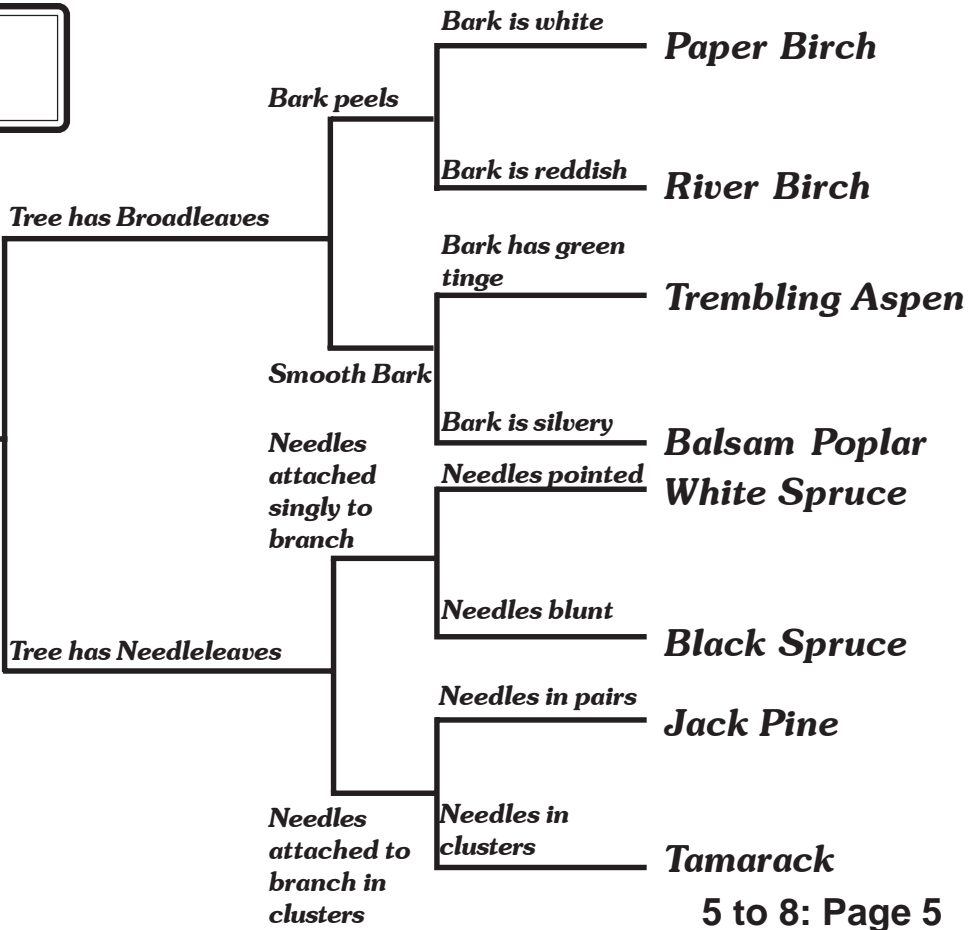 Bark is white
Paper Birch
Bark peels
Bark is reddish
River Birch
Tree has Broadleaves
Bark has green
tinge
Trembling Aspen
Smooth Bark
Bark is silvery
Balsam Poplar
Needles
attached
singly to
branch
Needles pointed
White Spruce
Needles blunt
Black Spruce
Tree has Needleleaves
Needles in pairs
Jack Pine
Needles
attached to
branch in
clusters
Needles in
clusters
Tamarack
5 to 8: Page 5